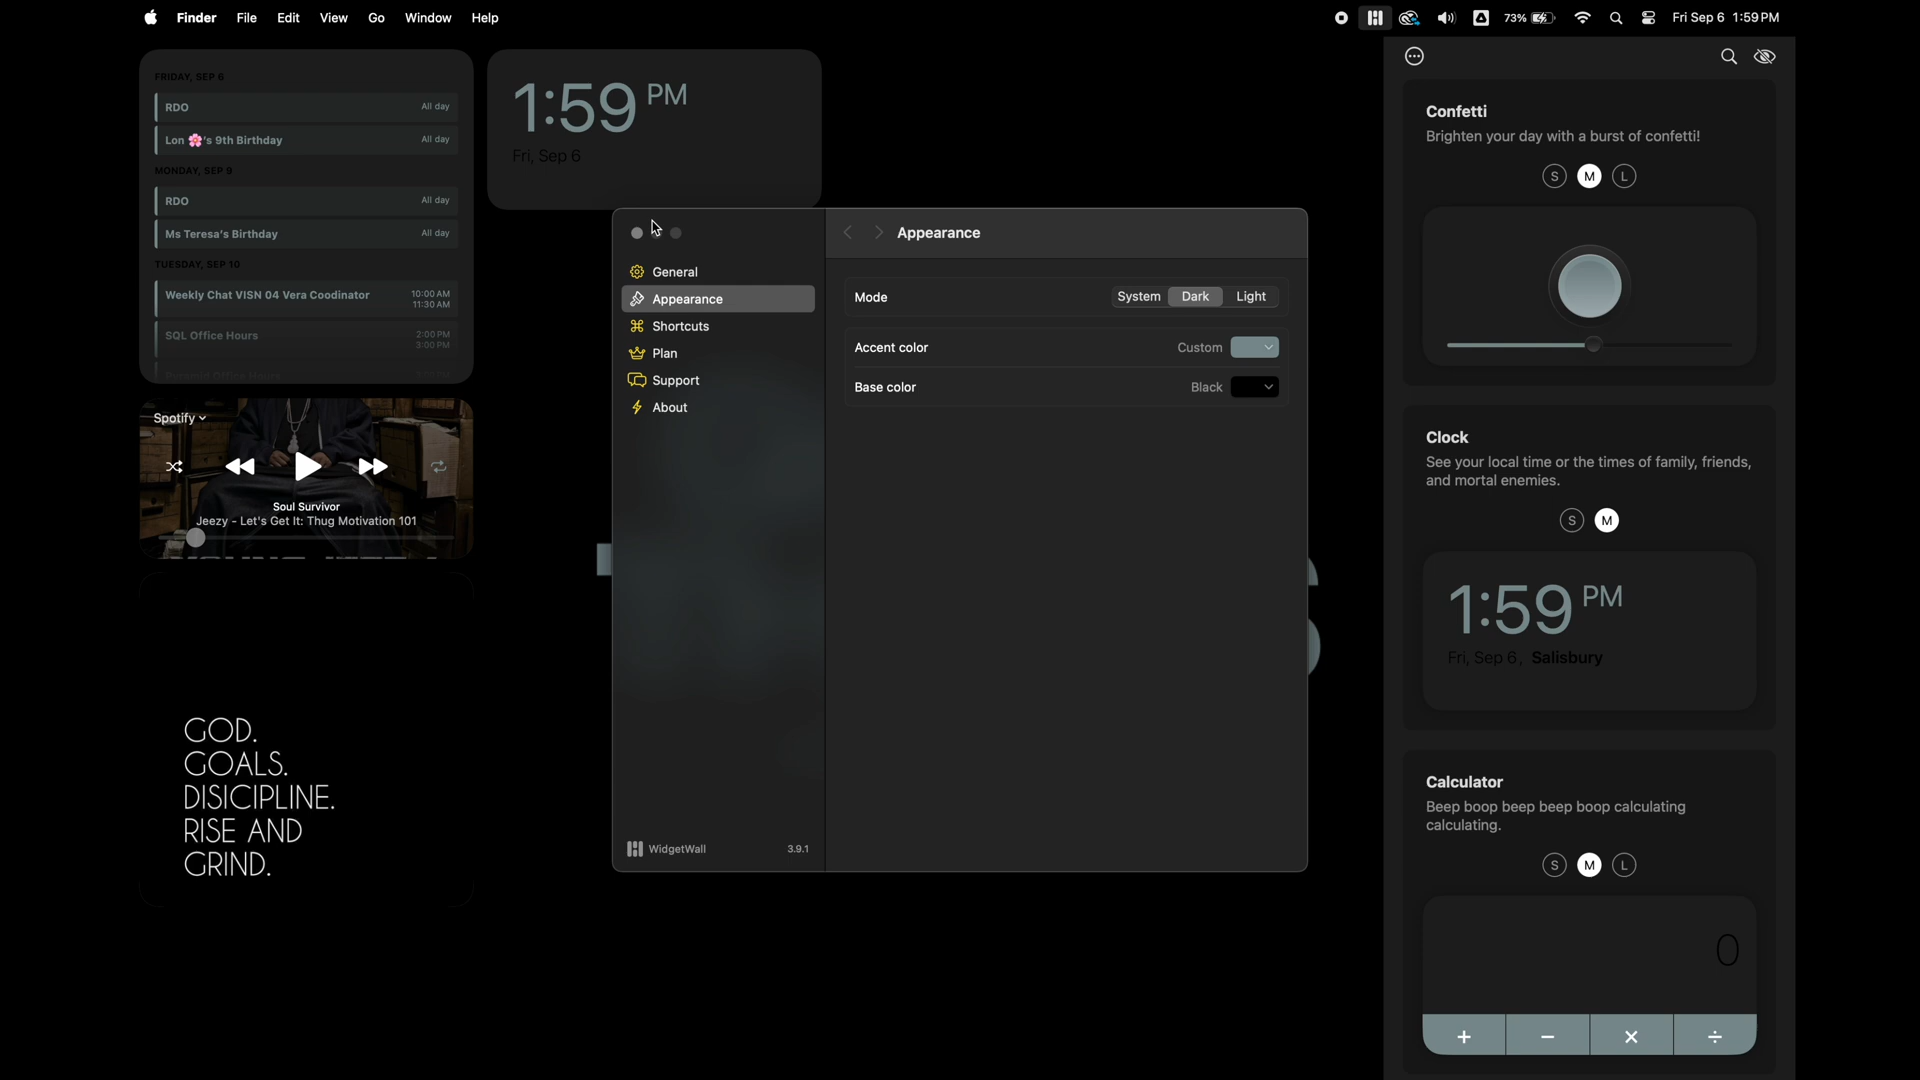 Finder File Edit View Go Window Help
73% Fri Sep 6 1:59 PM
FRIDAY, SEP 6
RDO All day
Lon 🌸's 9th Birthday All day
MONDAY, SEP 9
RDO All day
Ms Teresa's Birthday All day
TUESDAY, SEP 10
Weekly Chat VISN 04 Vera Coodinator 10:00 AM
11:30 AM
SQL Office Hours 2:00 PM
3:00 PM
1:59 PM
Fri, Sep 6
Spotify
Soul Survivor
Jeezy - Let's Get It: Thug Motivation 101
GOD.
GOALS.
DISICIPLINE.
RISE AND
GRIND.
General
Appearance
Shortcuts
Plan
Support
About
WidgetWall 3.9.1
Appearance
Mode System Dark Light
Accent color Custom
Base color Black
Confetti
Brighten your day with a burst of confetti!
S M L
Clock
See your local time or the times of family, friends,
and mortal enemies.
S M
1:59 PM
Fri, Sep 6, Salisbury
Calculator
Beep boop beep beep boop calculating
calculating.
S M L
0
+ − × ÷